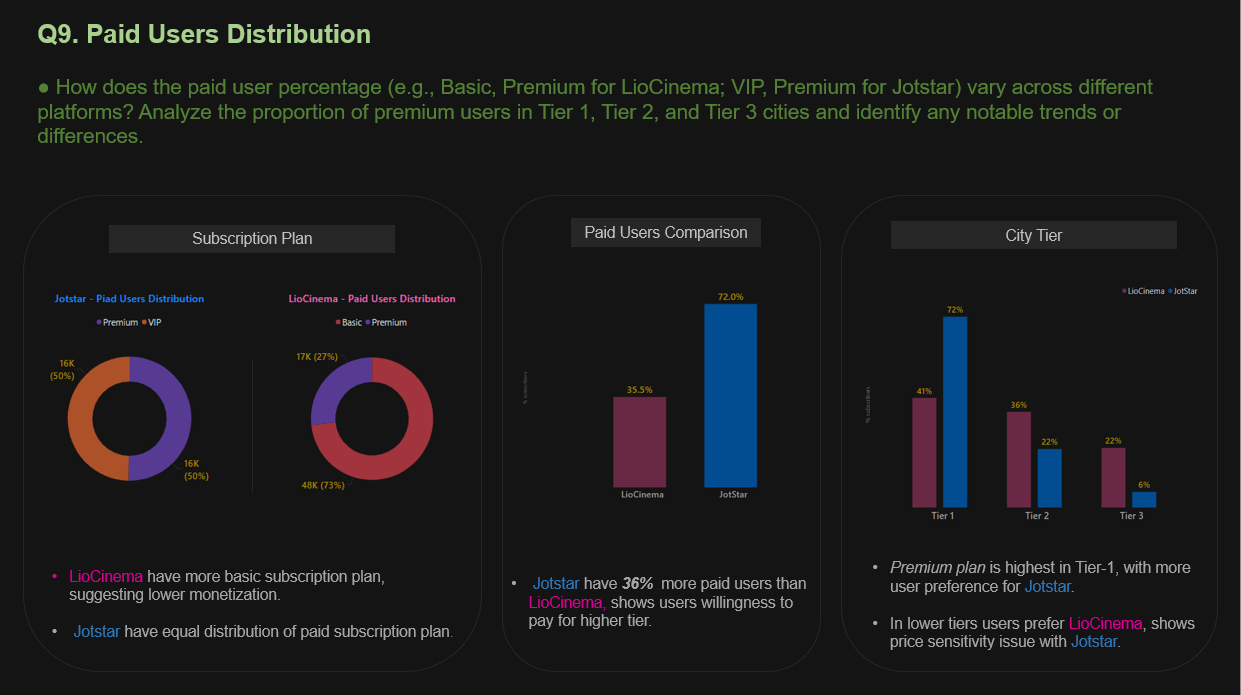 Q9. Paid Users Distribution
● How does the paid user percentage (e.g., Basic, Premium for LioCinema; VIP, Premium for Jotstar) vary across different
platforms? Analyze the proportion of premium users in Tier 1, Tier 2, and Tier 3 cities and identify any notable trends or
differences.
Subscription Plan
Jotstar - Piad Users Distribution
Premium VIP
16K
(50%)
16K
(50%)
LioCinema - Paid Users Distribution
Basic Premium
17K (27%)
48K (73%)
• LioCinema have more basic subscription plan,
suggesting lower monetization.
• Jotstar have equal distribution of paid subscription plan.
Paid Users Comparison
% subscribers
72.0%
35.5%
LioCinema
JotStar
• Jotstar have 36% more paid users than
LioCinema, shows users willingness to
pay for higher tier.
City Tier
LioCinema JotStar
% subscribers
72%
41%
36%
22%
22%
6%
Tier 1
Tier 2
Tier 3
• Premium plan is highest in Tier-1, with more
user preference for Jotstar.
• In lower tiers users prefer LioCinema, shows
price sensitivity issue with Jotstar.